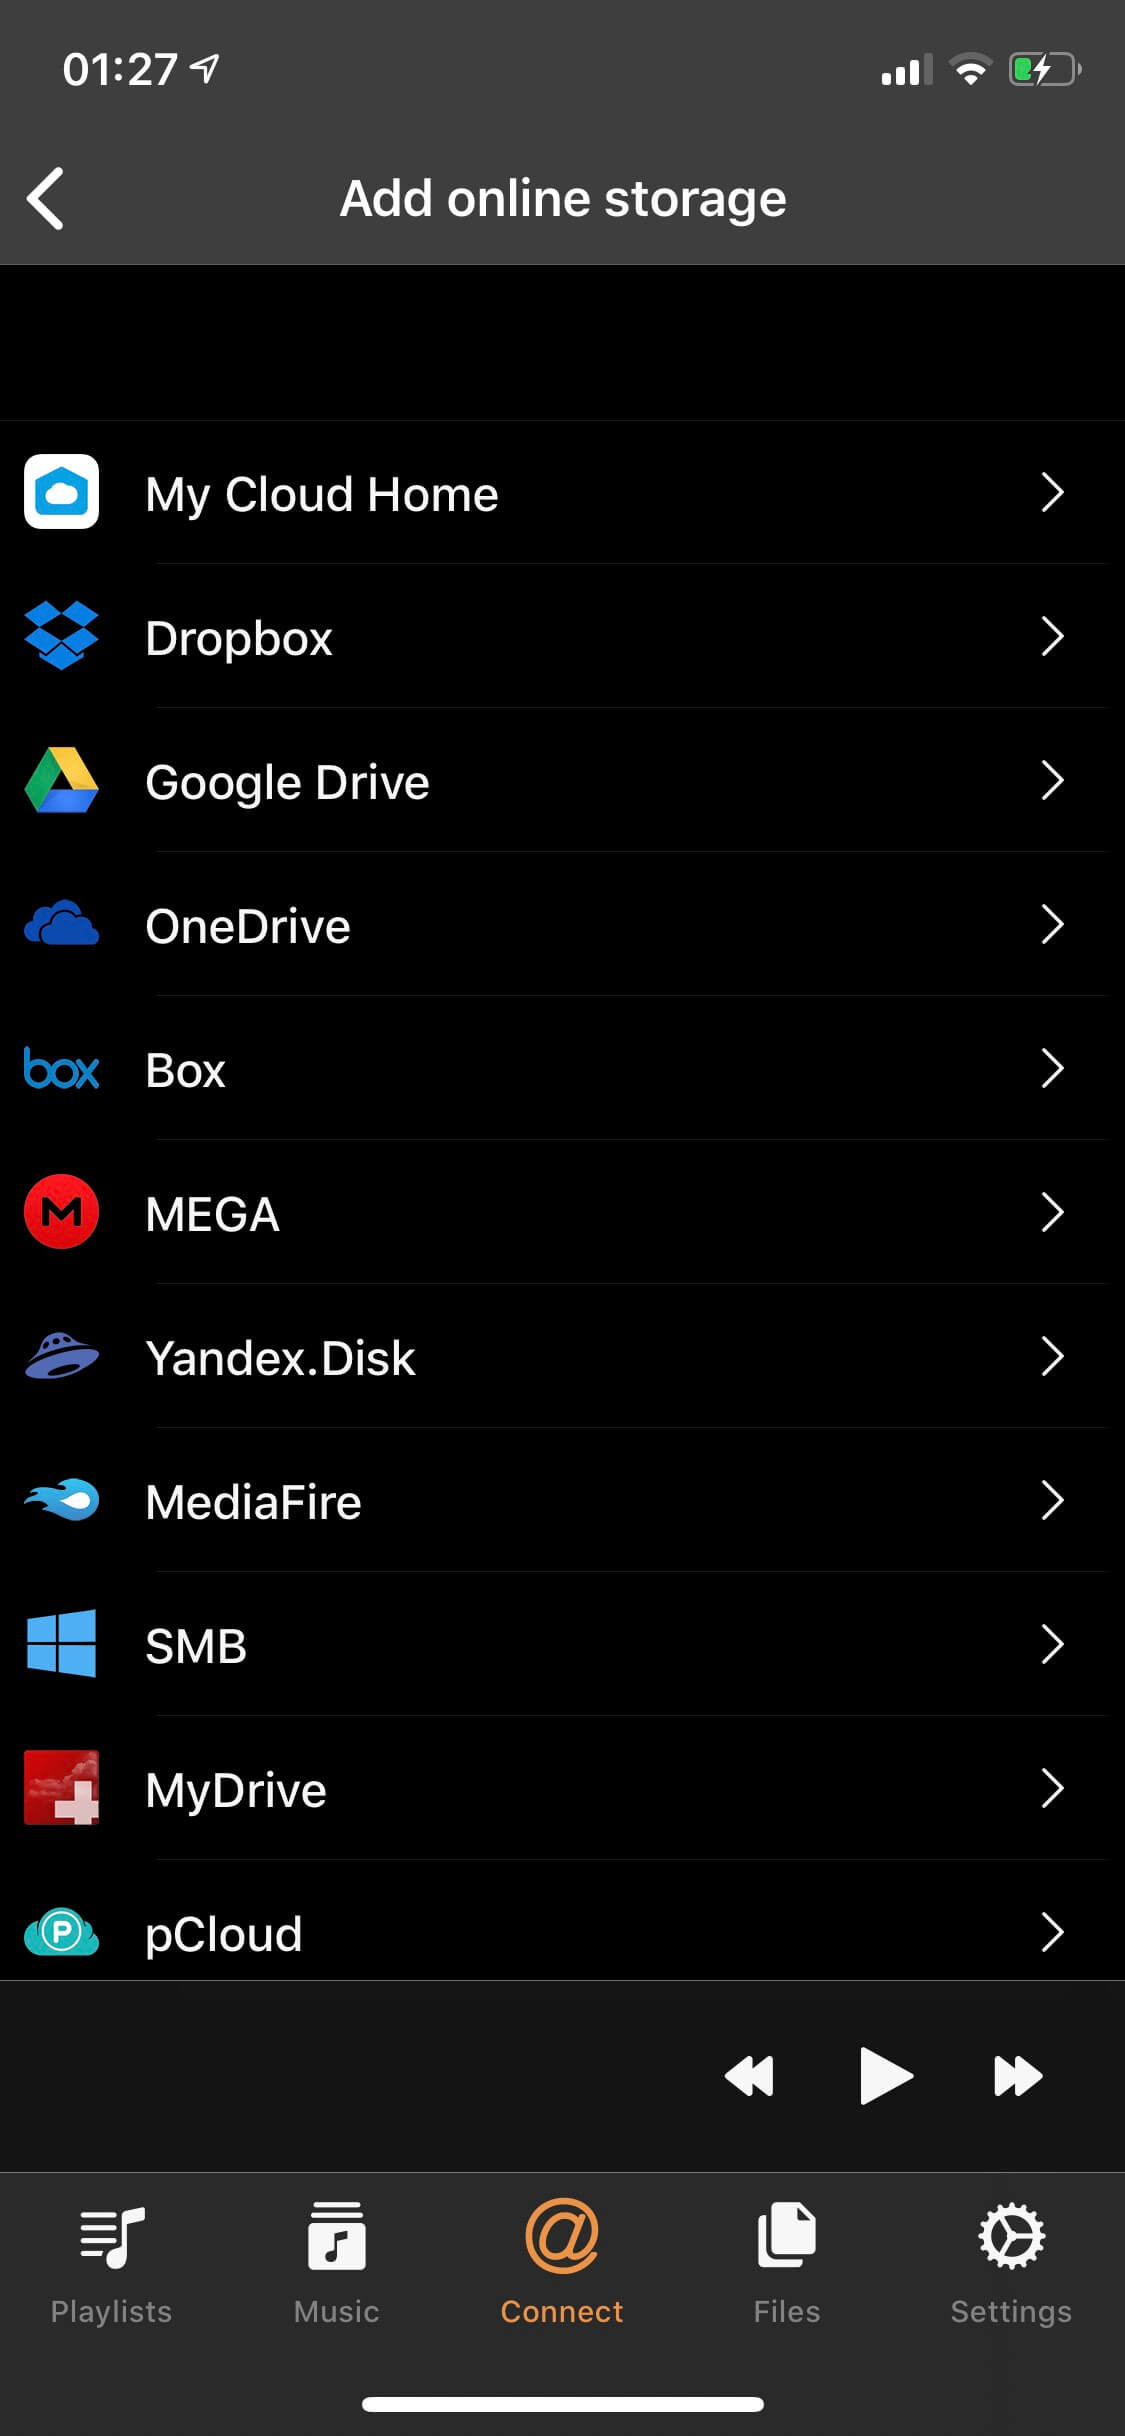 01:27
Add online storage
My Cloud Home
Dropbox
Google Drive
OneDrive
box Box
M MEGA
Yandex.Disk
MediaFire
SMB
MyDrive
P pCloud
Playlists Music @ Connect Files Settings